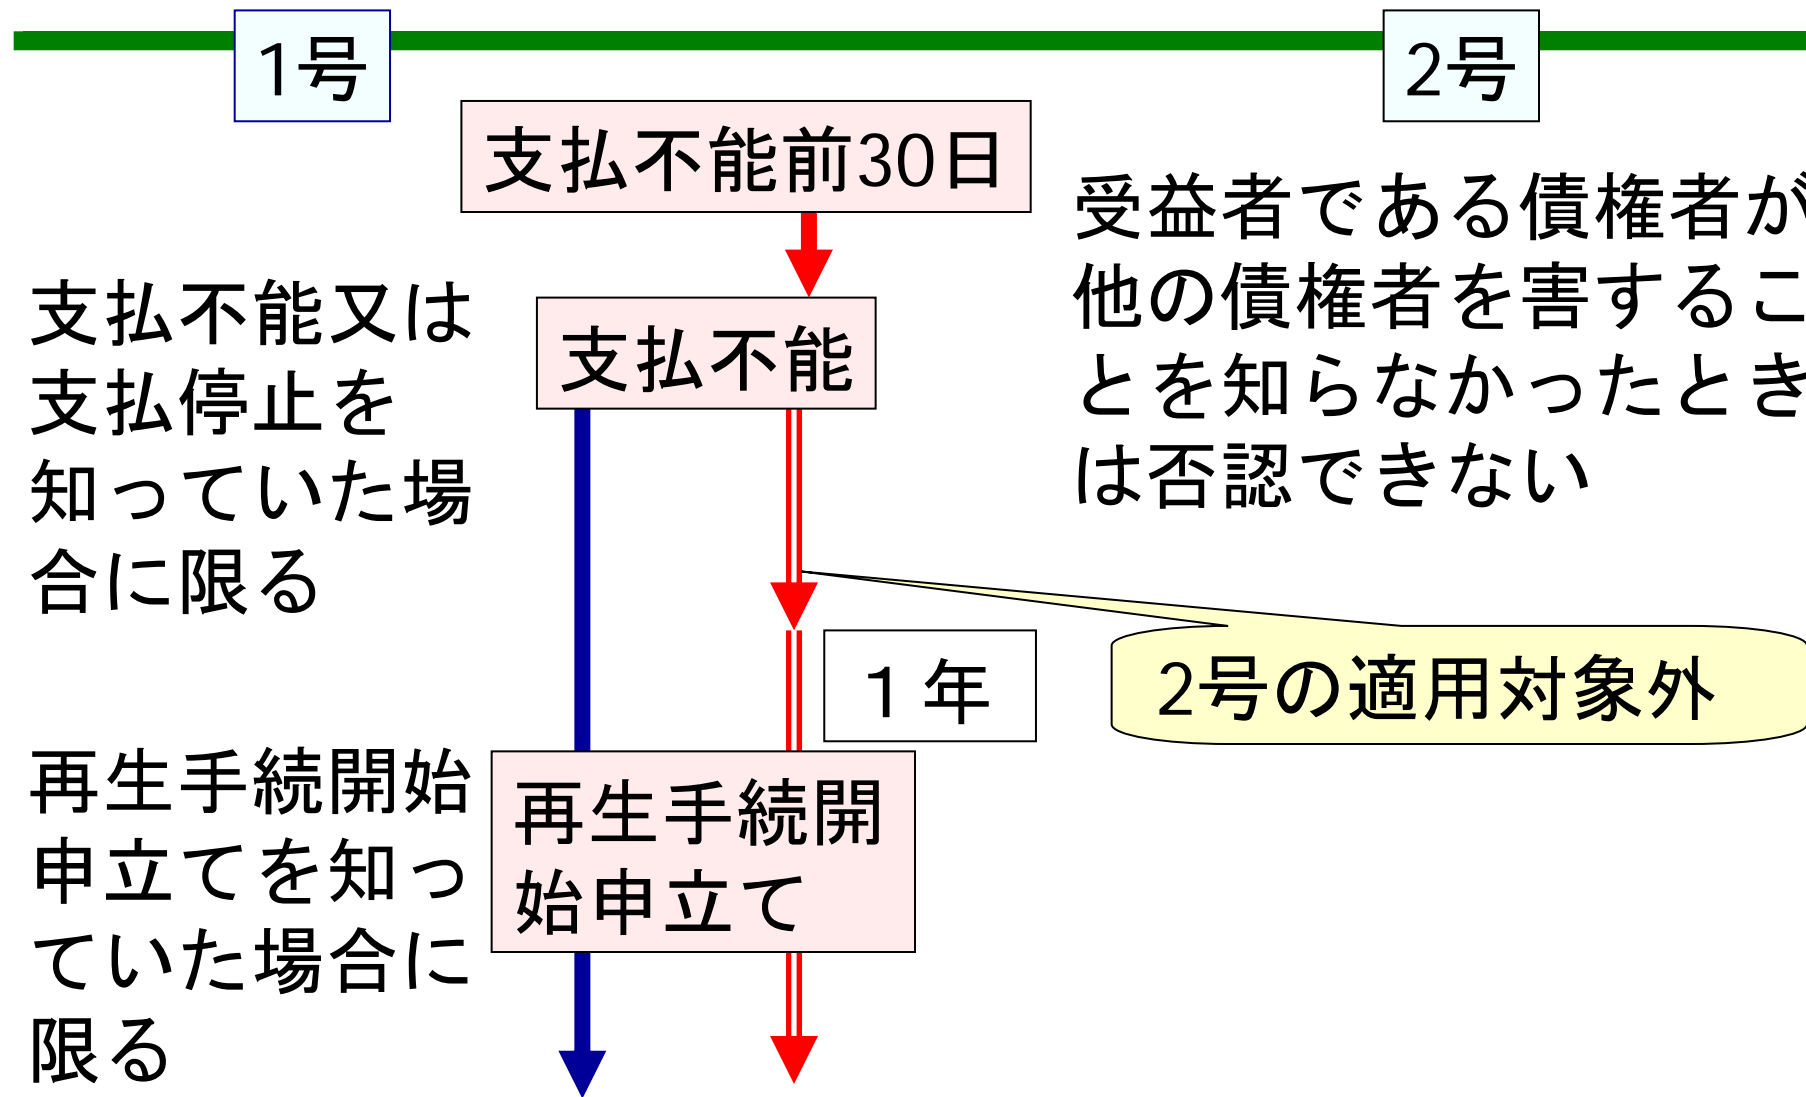 1号
2号
支払不能前30日
受益者である債権者が
他の債権者を害するこ
とを知らなかったとき
は否認できない
支払不能又は
支払停止を
知っていた場
合に限る
支払不能
1年
2号の適用対象外
再生手続開始
申立てを知っ
ていた場合に
限る
再生手続開
始申立て